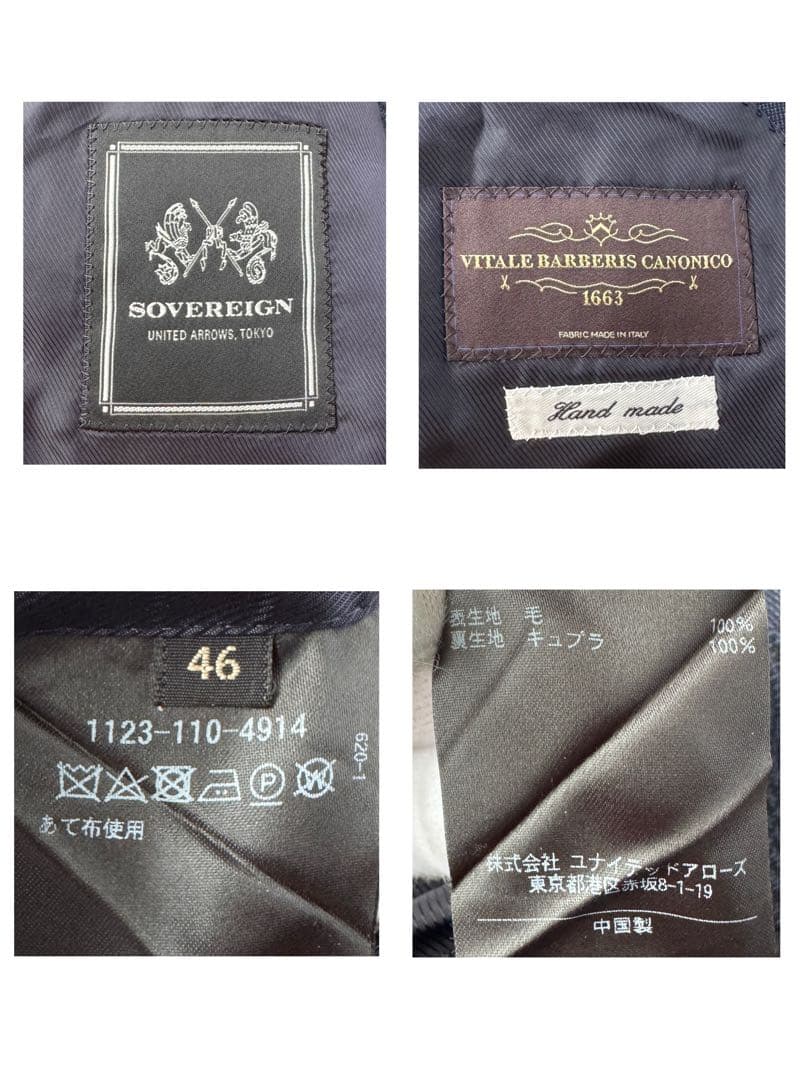 SOVEREIGN
UNITED ARROWS, TOKYO
VITALE BARBERIS CANONICO
1663
FABRIC MADE IN ITALY
Hand made
46
1123-110-4914
620-1
あて布使用
表生地 毛 100%
裏生地 キュプラ 100%
株式会社 ユナイテッドアローズ
東京都港区赤坂8-1-19
中国製